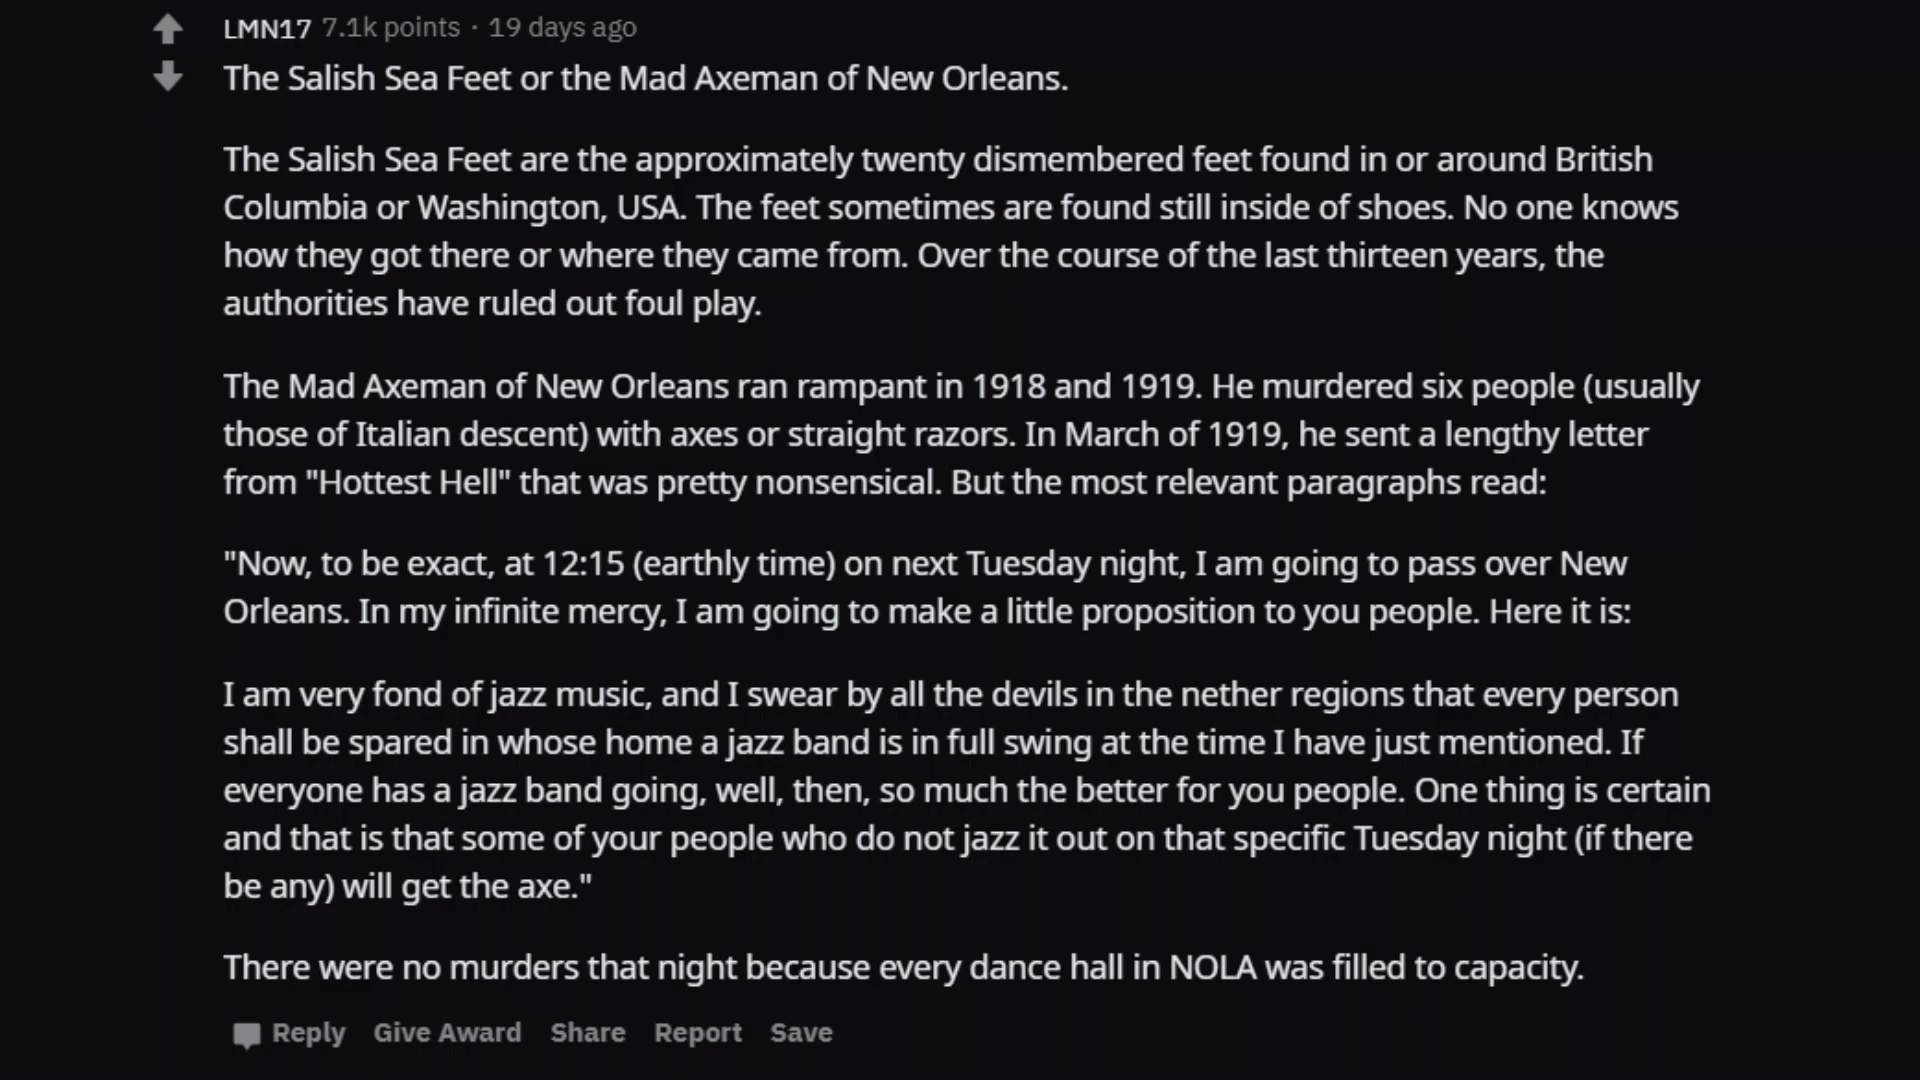 LMN17 7.1k points · 19 days ago
The Salish Sea Feet or the Mad Axeman of New Orleans.
The Salish Sea Feet are the approximately twenty dismembered feet found in or around British
Columbia or Washington, USA. The feet sometimes are found still inside of shoes. No one knows
how they got there or where they came from. Over the course of the last thirteen years, the
authorities have ruled out foul play.
The Mad Axeman of New Orleans ran rampant in 1918 and 1919. He murdered six people (usually
those of Italian descent) with axes or straight razors. In March of 1919, he sent a lengthy letter
from "Hottest Hell" that was pretty nonsensical. But the most relevant paragraphs read:
"Now, to be exact, at 12:15 (earthly time) on next Tuesday night, I am going to pass over New
Orleans. In my infinite mercy, I am going to make a little proposition to you people. Here it is:
I am very fond of jazz music, and I swear by all the devils in the nether regions that every person
shall be spared in whose home a jazz band is in full swing at the time I have just mentioned. If
everyone has a jazz band going, well, then, so much the better for you people. One thing is certain
and that is that some of your people who do not jazz it out on that specific Tuesday night (if there
be any) will get the axe."
There were no murders that night because every dance hall in NOLA was filled to capacity.
Reply Give Award Share Report Save